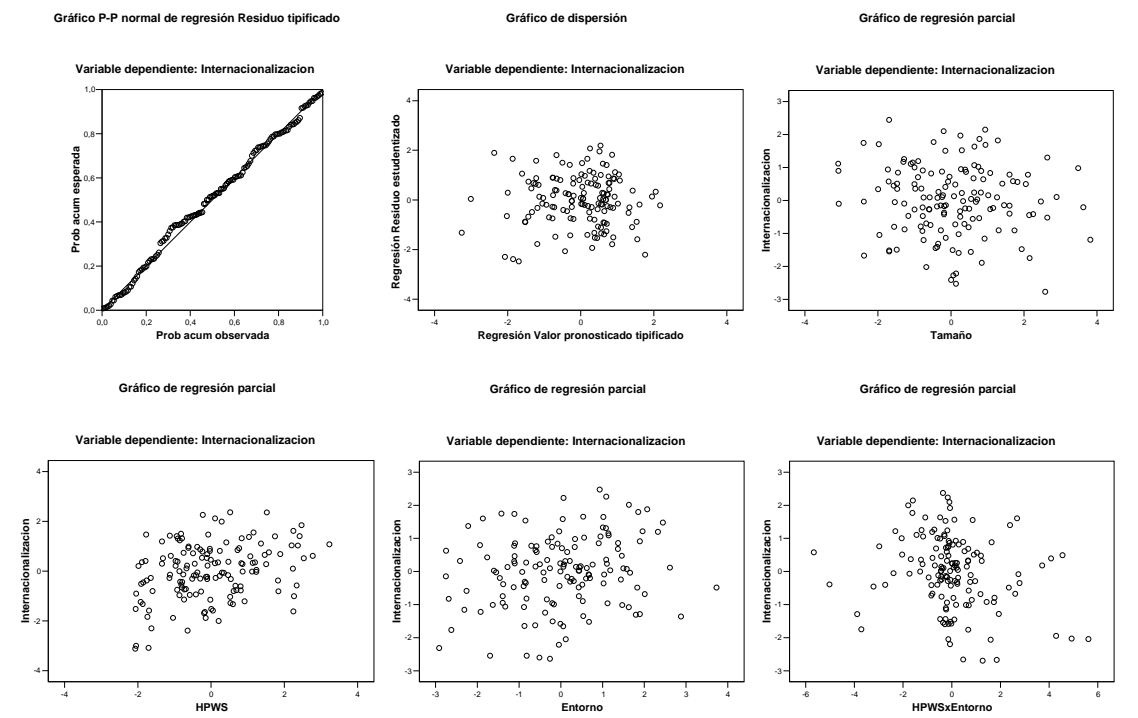 Gráfico P-P normal de regresión Residuo tipificado
Variable dependiente: Internacionalizacion
Prob acum esperada
1,0
0,8
0,6
0,4
0,2
0,0
0,0 0,2 0,4 0,6 0,8 1,0
Prob acum observada
Gráfico de dispersión
Variable dependiente: Internacionalizacion
Regresión Residuo estudentizado
4
2
0
-2
-4
-4 -2 0 2 4
Regresión Valor pronosticado tipificado
Gráfico de regresión parcial
Variable dependiente: Internacionalizacion
Internacionalizacion
3
2
1
0
-1
-2
-3
-4 -2 0 2 4
Tamaño
Gráfico de regresión parcial
Variable dependiente: Internacionalizacion
Internacionalizacion
4
2
0
-2
-4
-4 -2 0 2 4
HPWS
Gráfico de regresión parcial
Variable dependiente: Internacionalizacion
Internacionalizacion
3
2
1
0
-1
-2
-3
-3 -2 -1 0 1 2 3 4
Entorno
Gráfico de regresión parcial
Variable dependiente: Internacionalizacion
Internacionalizacion
3
2
1
0
-1
-2
-3
-6 -4 -2 0 2 4 6
HPWSxEntorno